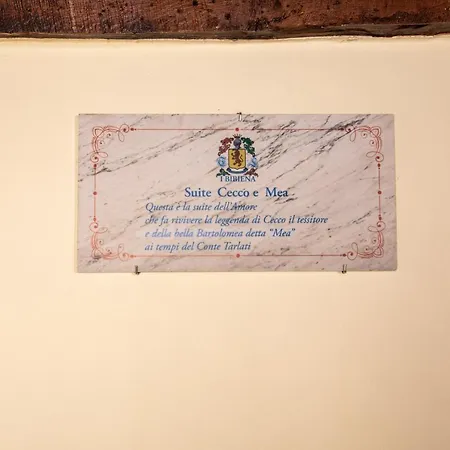 I BIBIENA
Suite Cecco e Mea
Questa è la suite dell'Amore
che fa rivivere la leggenda di Cecco il tessitore
e della bella Bartolomea detta "Mea"
ai tempi del Conte Tarlati